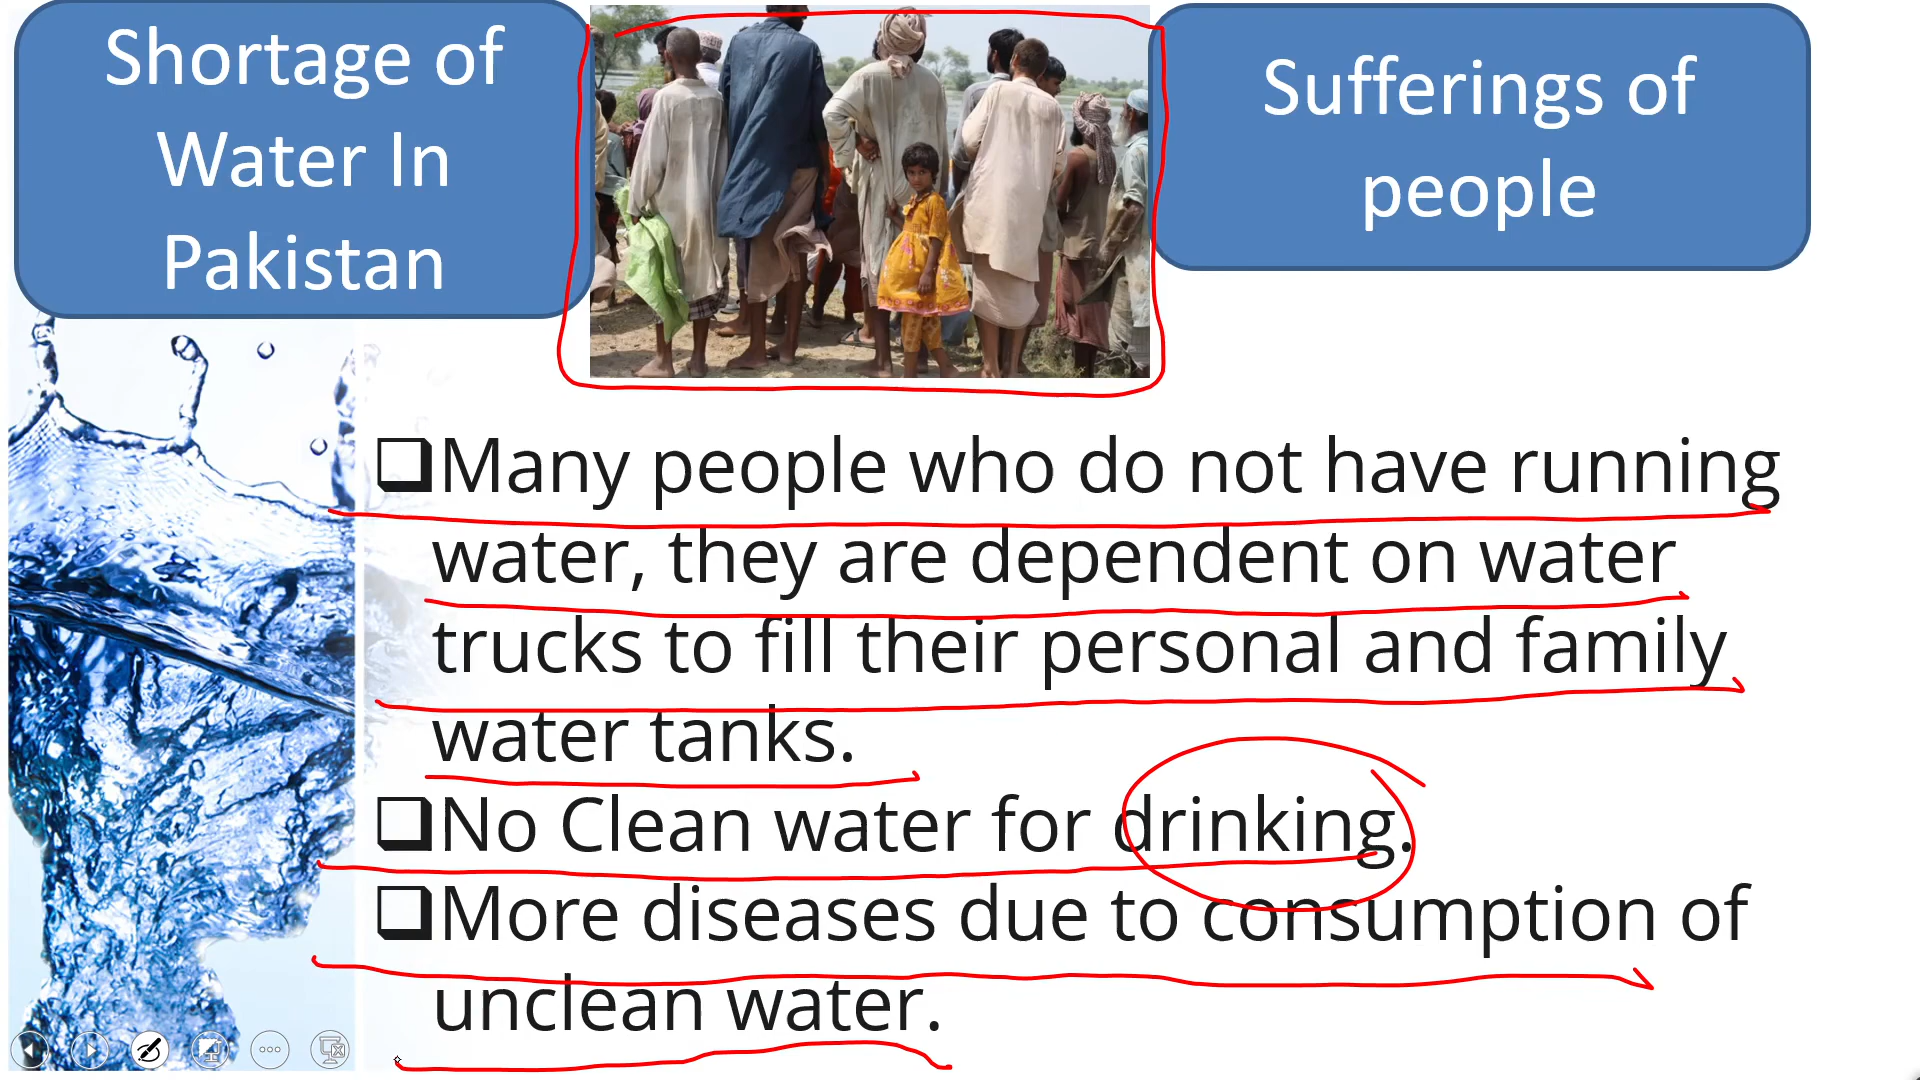 Shortage of
Water In
Pakistan
Sufferings of
people
❑Many people who do not have running
water, they are dependent on water
trucks to fill their personal and family
water tanks.
❑No Clean water for drinking.
❑More diseases due to consumption of
unclean water.